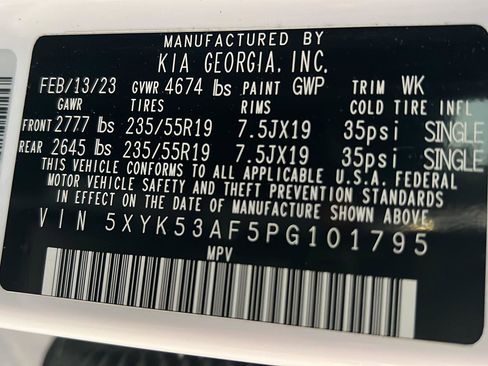 MANUFACTURED BY
KIA GEORGIA, INC.
FEB/13/23 GVWR 4674 lbs PAINT GWP TRIM WK
GAWR TIRES RIMS COLD TIRE INFL
FRONT 2777 lbs 235/55R19 7.5JX19 35psi SINGLE
REAR 2645 lbs 235/55R19 7.5JX19 35psi SINGLE
THIS VEHICLE CONFORMS TO ALL APPLICABLE U.S.A. FEDERAL
MOTOR VEHICLE SAFETY AND THEFT PREVENTION STANDARDS
IN EFFECT ON THE DATE OF MANUFACTURE SHOWN ABOVE.
VIN 5XYK53AF5PG101795
MPV